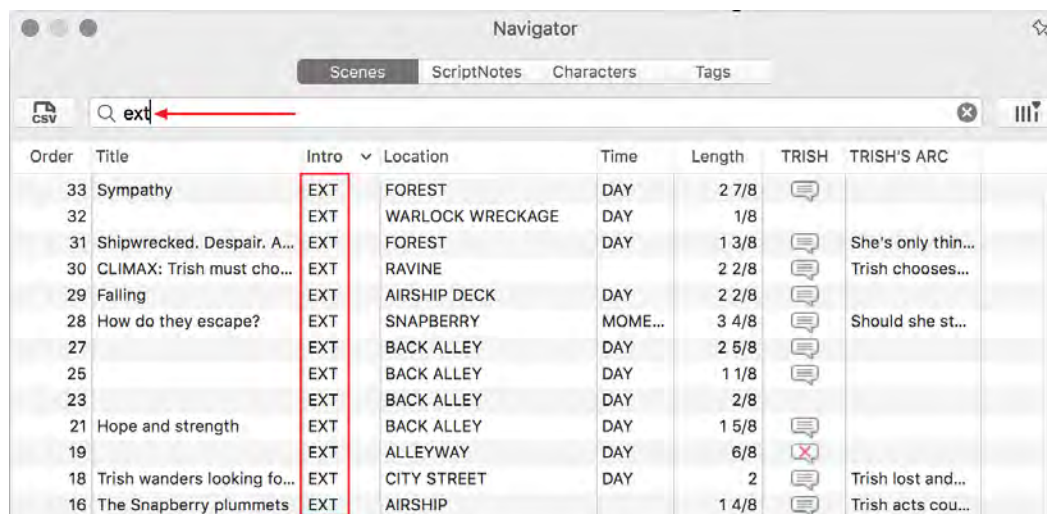 Navigator
Scenes ScriptNotes Characters Tags
CSV ext
Order Title Intro Location Time Length TRISH TRISH'S ARC
33 Sympathy EXT FOREST DAY 2 7/8
32 EXT WARLOCK WRECKAGE DAY 1/8
31 Shipwrecked. Despair. A... EXT FOREST DAY 1 3/8 She's only thin...
30 CLIMAX: Trish must cho... EXT RAVINE 2 2/8 Trish chooses...
29 Falling EXT AIRSHIP DECK DAY 2 2/8
28 How do they escape? EXT SNAPBERRY MOME... 3 4/8 Should she st...
27 EXT BACK ALLEY DAY 2 5/8
25 EXT BACK ALLEY DAY 1 1/8
23 EXT BACK ALLEY DAY 2/8
21 Hope and strength EXT BACK ALLEY DAY 1 5/8
19 EXT ALLEYWAY DAY 6/8
18 Trish wanders looking fo... EXT CITY STREET DAY 2 Trish lost and...
16 The Snapberry plummets EXT AIRSHIP 1 4/8 Trish acts cou...